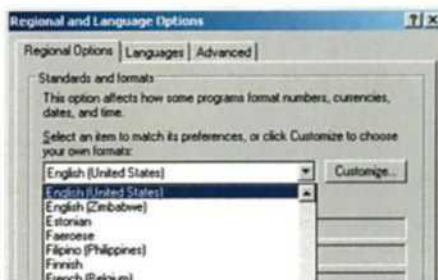 Regional and Language Options
Regional Options Languages Advanced
Standards and formats
This option affects how some programs format numbers, currencies,
dates, and time.
Select an item to match its preferences, or click Customize to choose
your own formats:
English (United States) Customize...
English (United States)
English (Zimbabwe)
Estonian
Faeroese
Filipino (Philippines)
Finnish
French (Belgium)